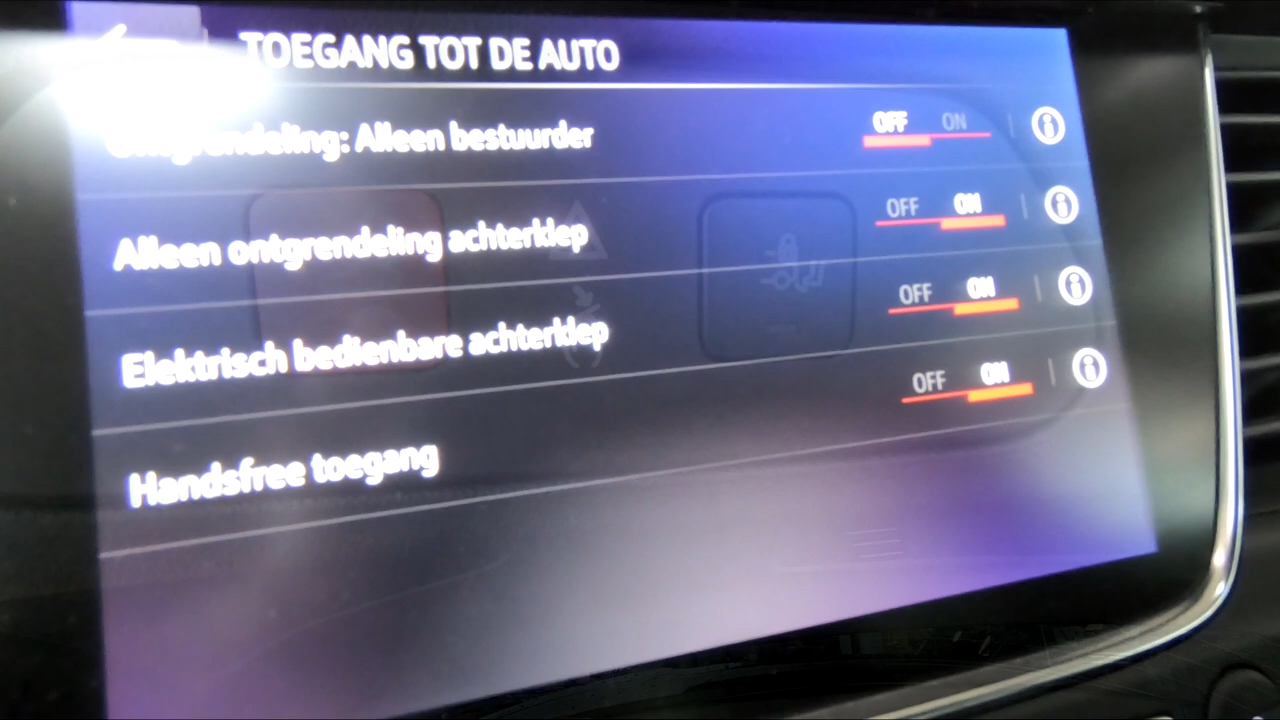 TOEGANG TOT DE AUTO
Ontgrendeling: Alleen bestuurder OFF ON
Alleen ontgrendeling achterklep OFF ON
Elektrisch bedienbare achterklep OFF ON
Handsfree toegang OFF ON